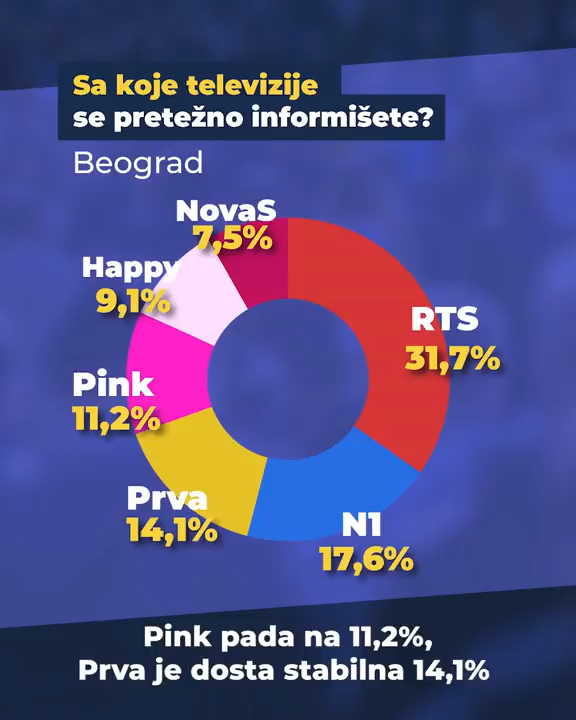 Sa koje televizije
se pretežno informišete?
Beograd
NovaS
7,5%
Happy
9,1%
RTS
31,7%
Pink
11,2%
Prva
14,1%
N1
17,6%
Pink pada na 11,2%,
Prva je dosta stabilna 14,1%